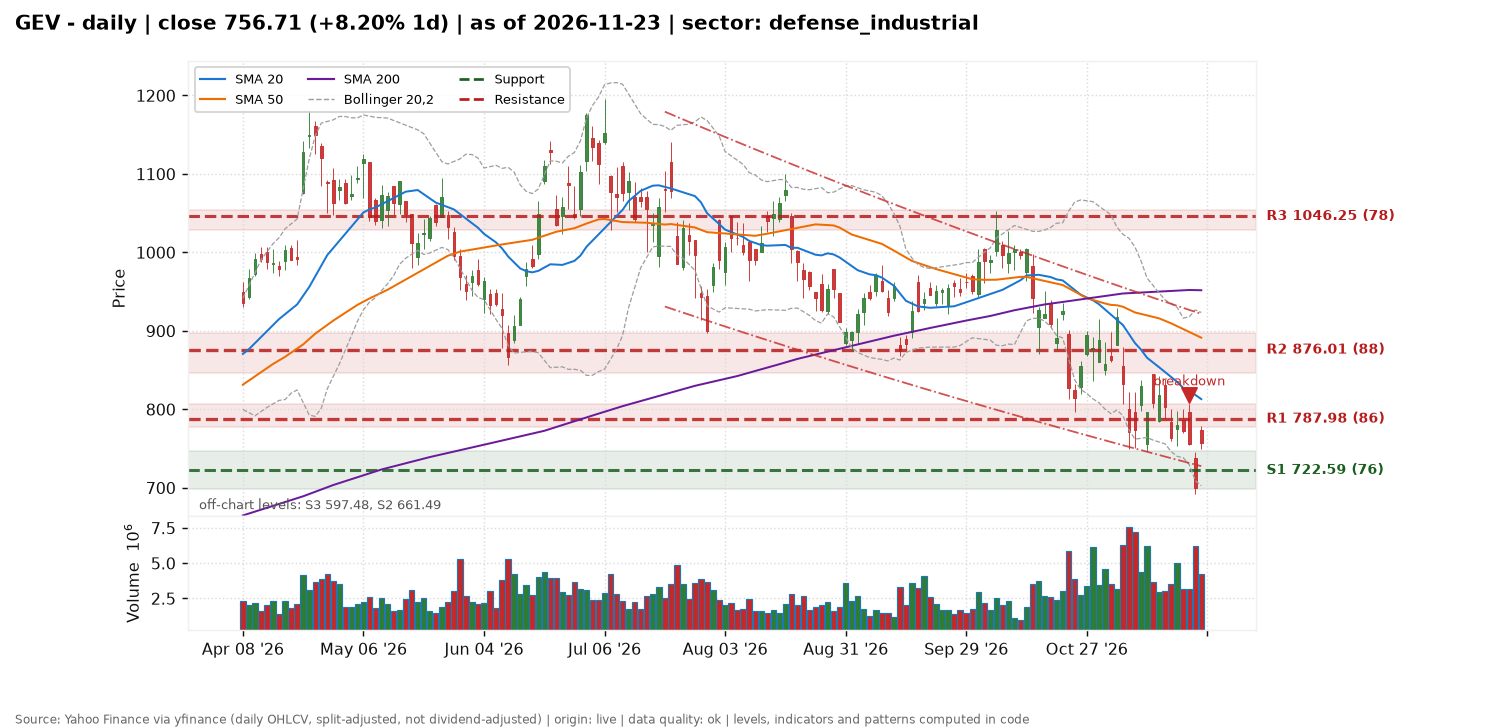 GEV - daily | close 756.71 (+8.20% 1d) | as of 2026-11-23 | sector: defense_industrial
SMA 20
SMA 50
SMA 200
Bollinger 20,2
Support
Resistance
Price
1200
1100
1000
900
800
700
R3 1046.25 (78)
R2 876.01 (88)
breakdown
R1 787.98 (86)
S1 722.59 (76)
off-chart levels: S3 597.48, S2 661.49
Volume 10⁶
7.5
5.0
2.5
Apr 08 '26
May 06 '26
Jun 04 '26
Jul 06 '26
Aug 03 '26
Aug 31 '26
Sep 29 '26
Oct 27 '26
Source: Yahoo Finance via yfinance (daily OHLCV, split-adjusted, not dividend-adjusted) | origin: live | data quality: ok | levels, indicators and patterns computed in code